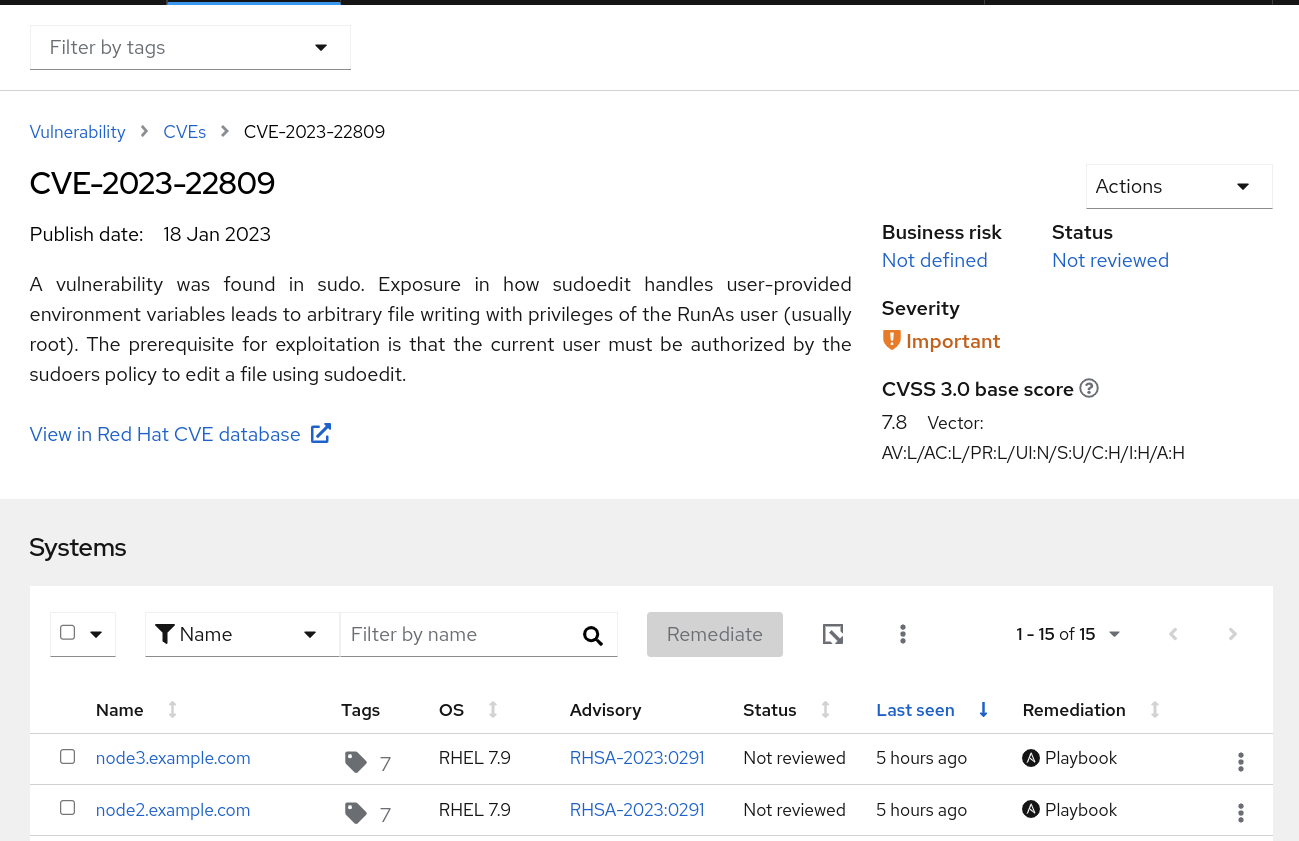 Filter by tags
Vulnerability > CVEs > CVE-2023-22809
CVE-2023-22809
Actions
Publish date: 18 Jan 2023
A vulnerability was found in sudo. Exposure in how sudoedit handles user-provided
environment variables leads to arbitrary file writing with privileges of the RunAs user (usually
root). The prerequisite for exploitation is that the current user must be authorized by the
sudoers policy to edit a file using sudoedit.
View in Red Hat CVE database
Business risk Status
Not defined Not reviewed
Severity
Important
CVSS 3.0 base score
7.8 Vector:
AV:L/AC:L/PR:L/UI:N/S:U/C:H/I:H/A:H
Systems
Name Filter by name Remediate 1 - 15 of 15
Name Tags OS Advisory Status Last seen Remediation
node3.example.com 7 RHEL 7.9 RHSA-2023:0291 Not reviewed 5 hours ago Playbook
node2.example.com 7 RHEL 7.9 RHSA-2023:0291 Not reviewed 5 hours ago Playbook